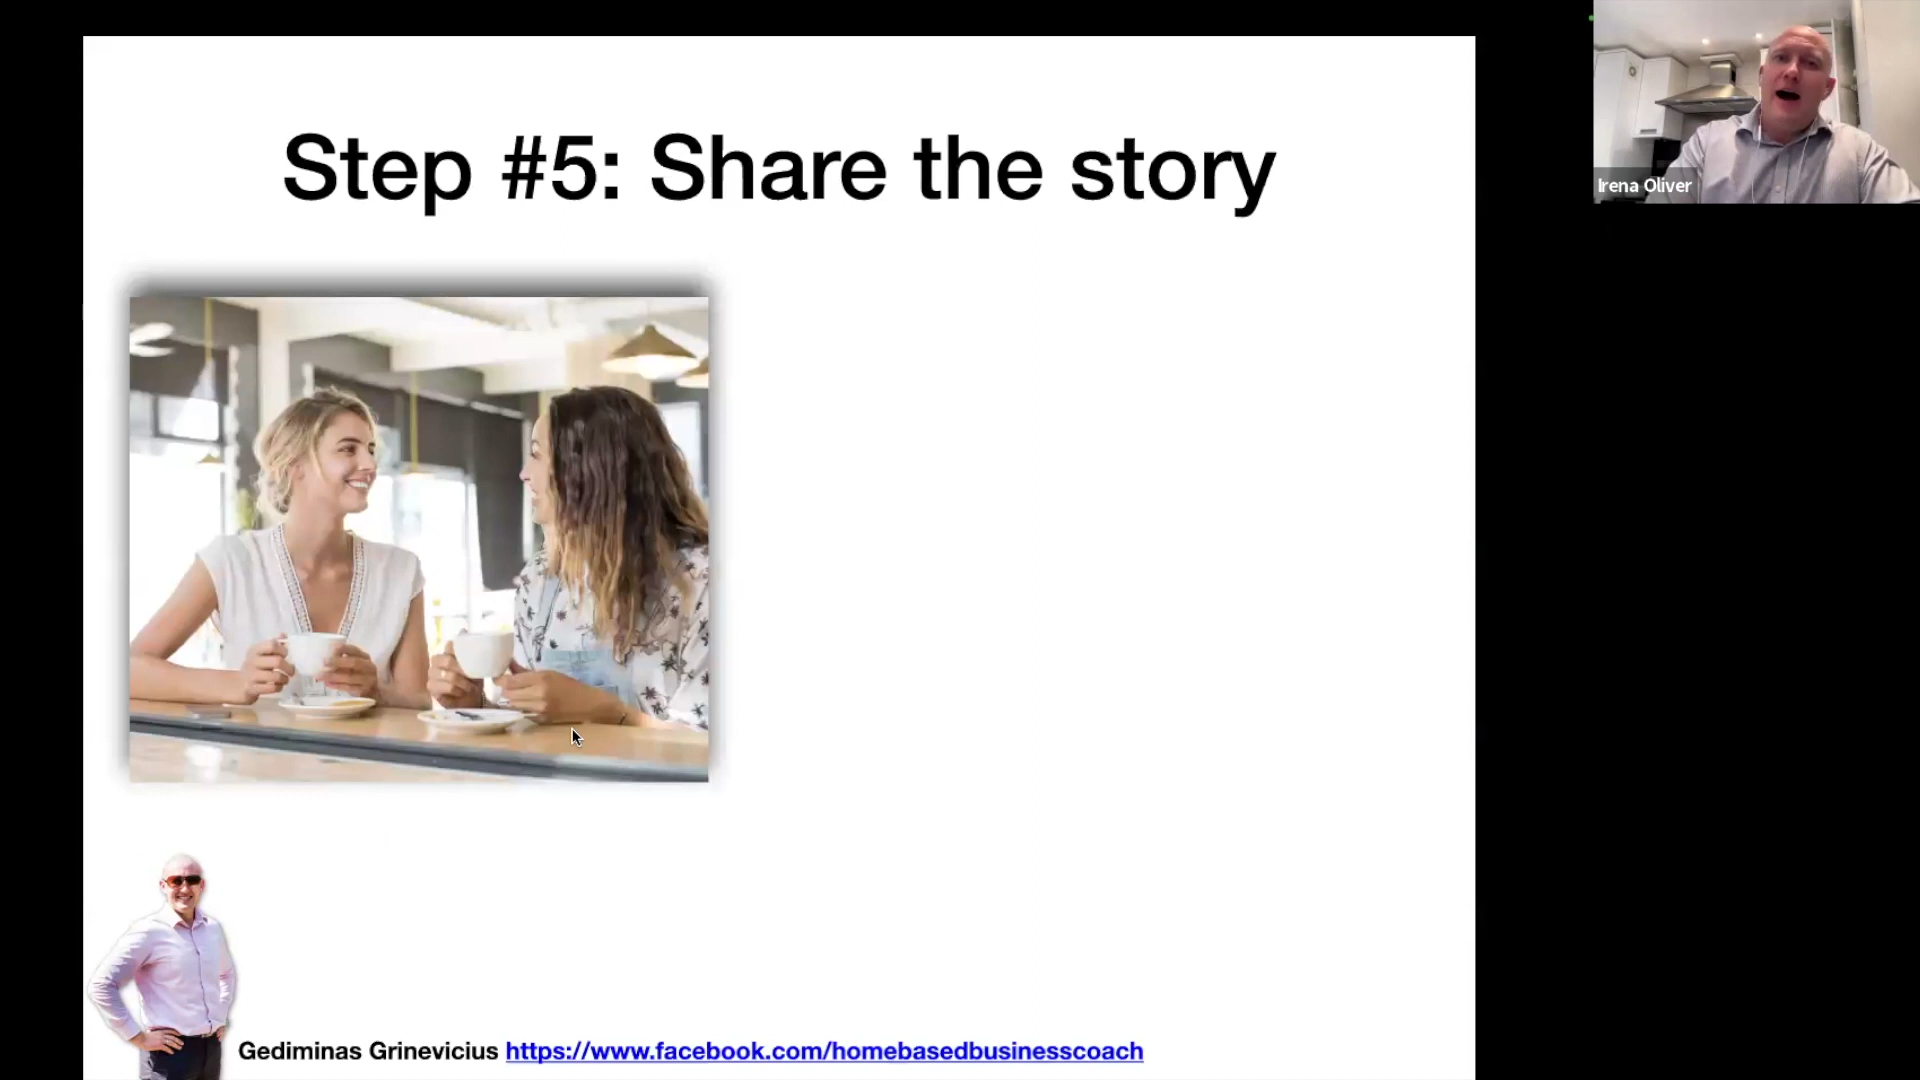 Step #5: Share the story
Irena Oliver
Gediminas Grinevicius https://www.facebook.com/homebasedbusinesscoach